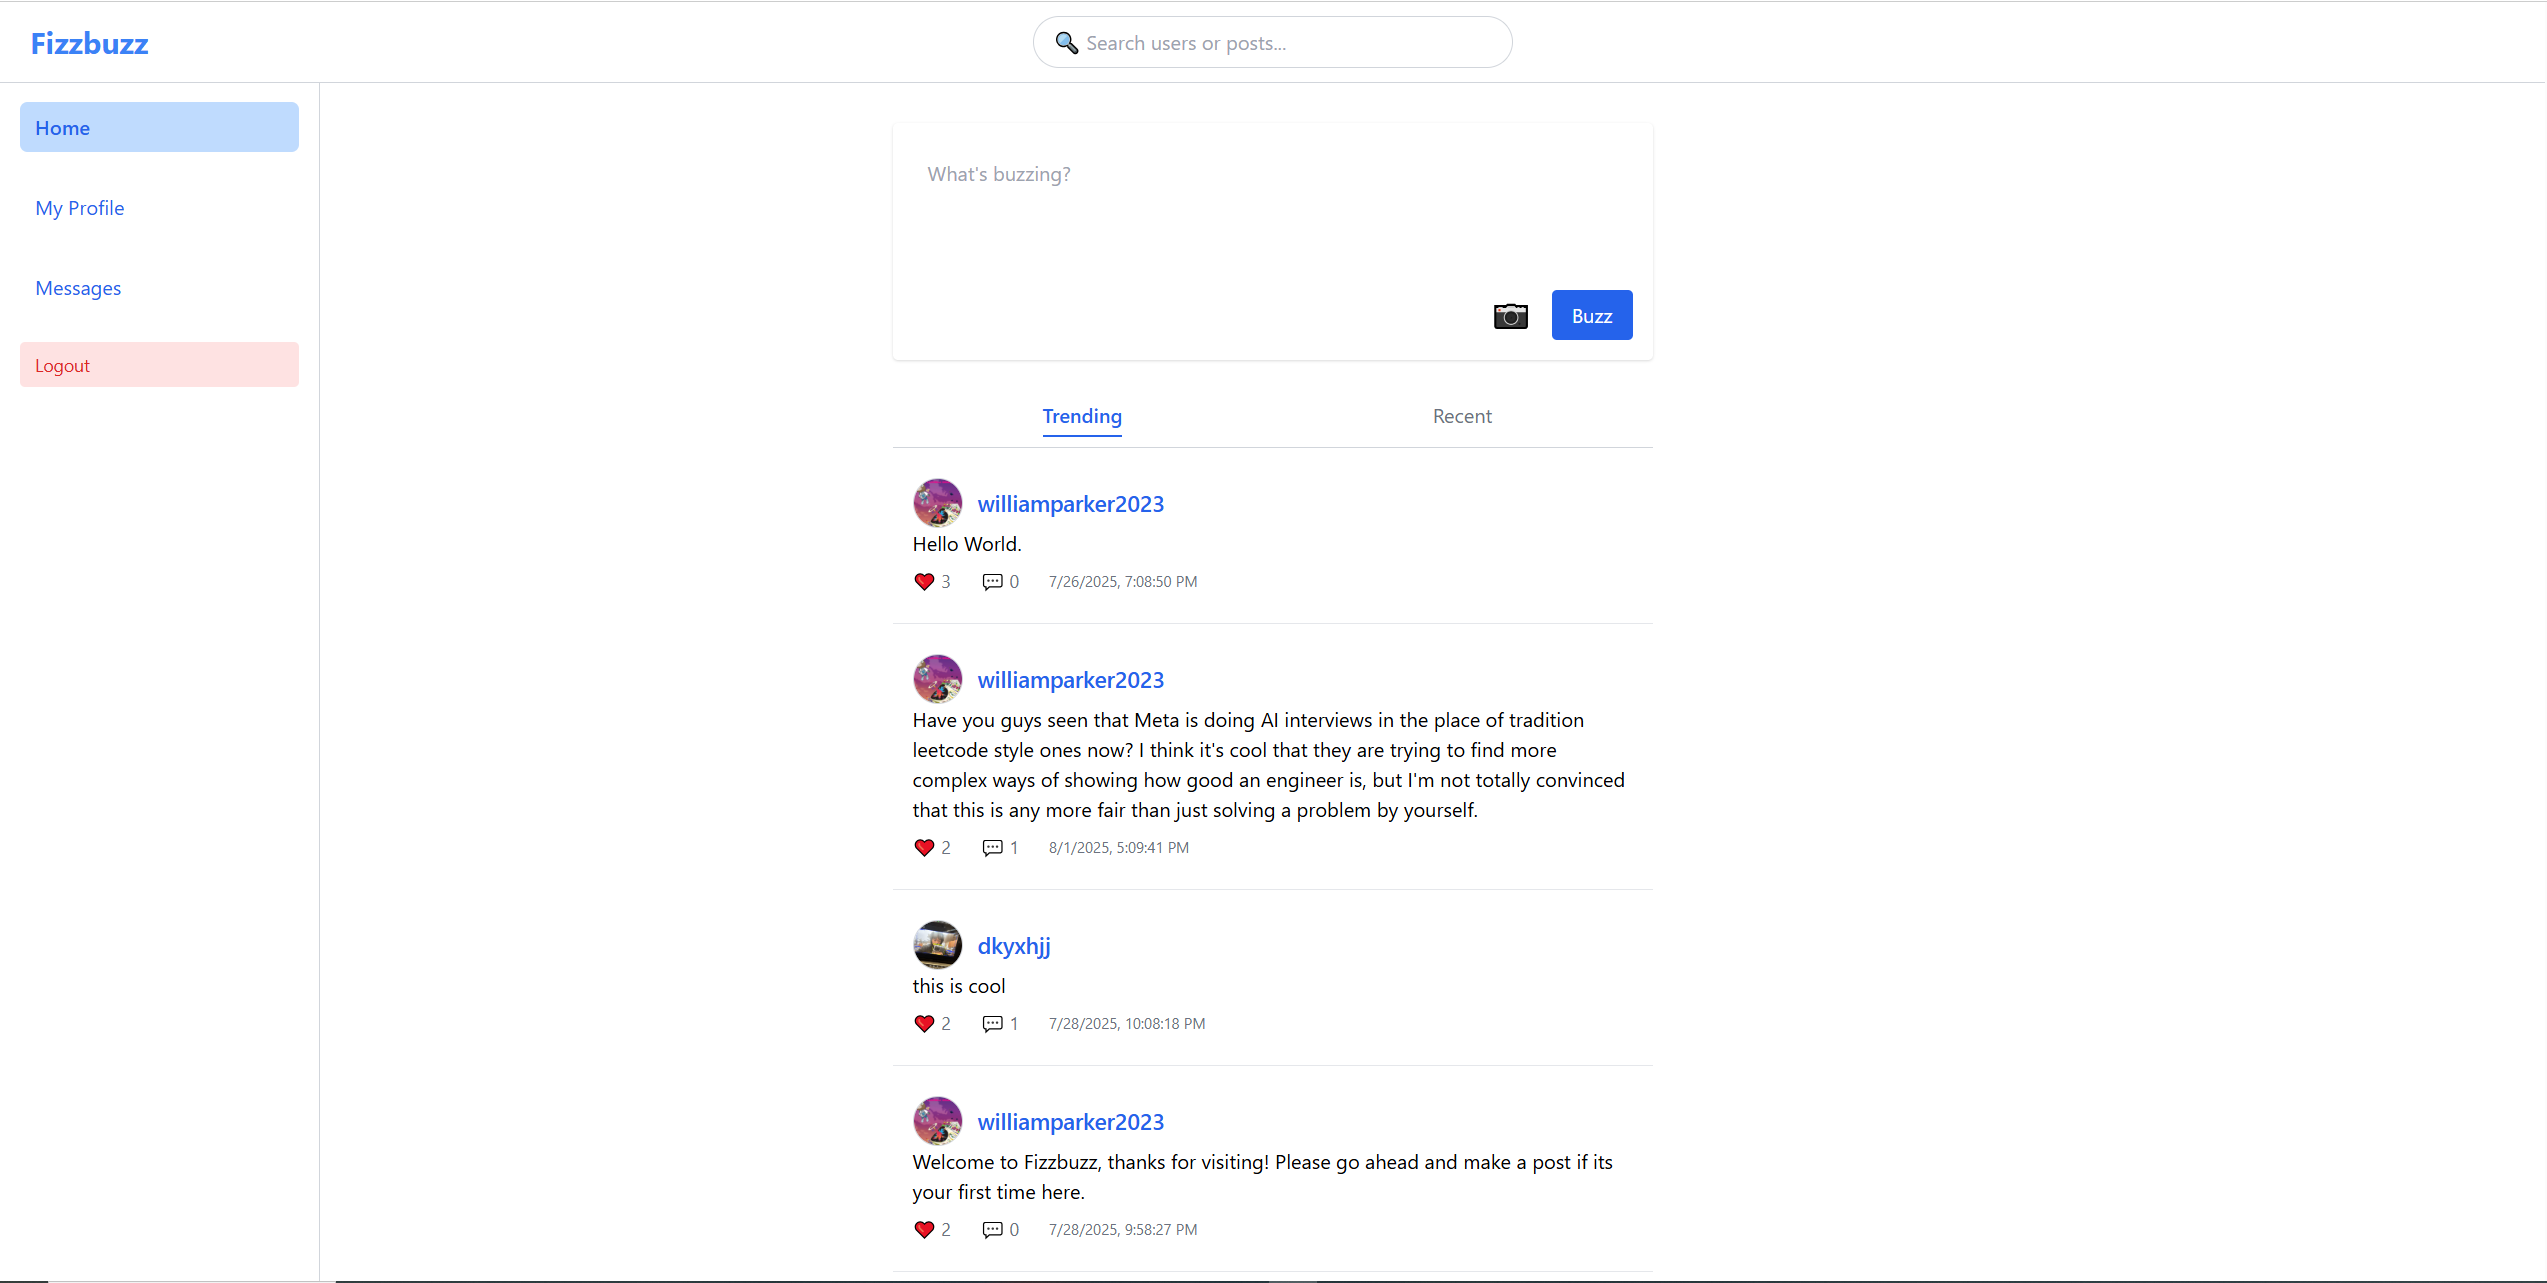 Fizzbuzz
Search users or posts...
Home
My Profile
Messages
Logout
What's buzzing?
Buzz
Trending
Recent
williamparker2023
Hello World.
3
0
7/26/2025, 7:08:50 PM
williamparker2023
Have you guys seen that Meta is doing AI interviews in the place of tradition
leetcode style ones now? I think it's cool that they are trying to find more
complex ways of showing how good an engineer is, but I'm not totally convinced
that this is any more fair than just solving a problem by yourself.
2
1
8/1/2025, 5:09:41 PM
dkyxhjj
this is cool
2
1
7/28/2025, 10:08:18 PM
williamparker2023
Welcome to Fizzbuzz, thanks for visiting! Please go ahead and make a post if its
your first time here.
2
0
7/28/2025, 9:58:27 PM